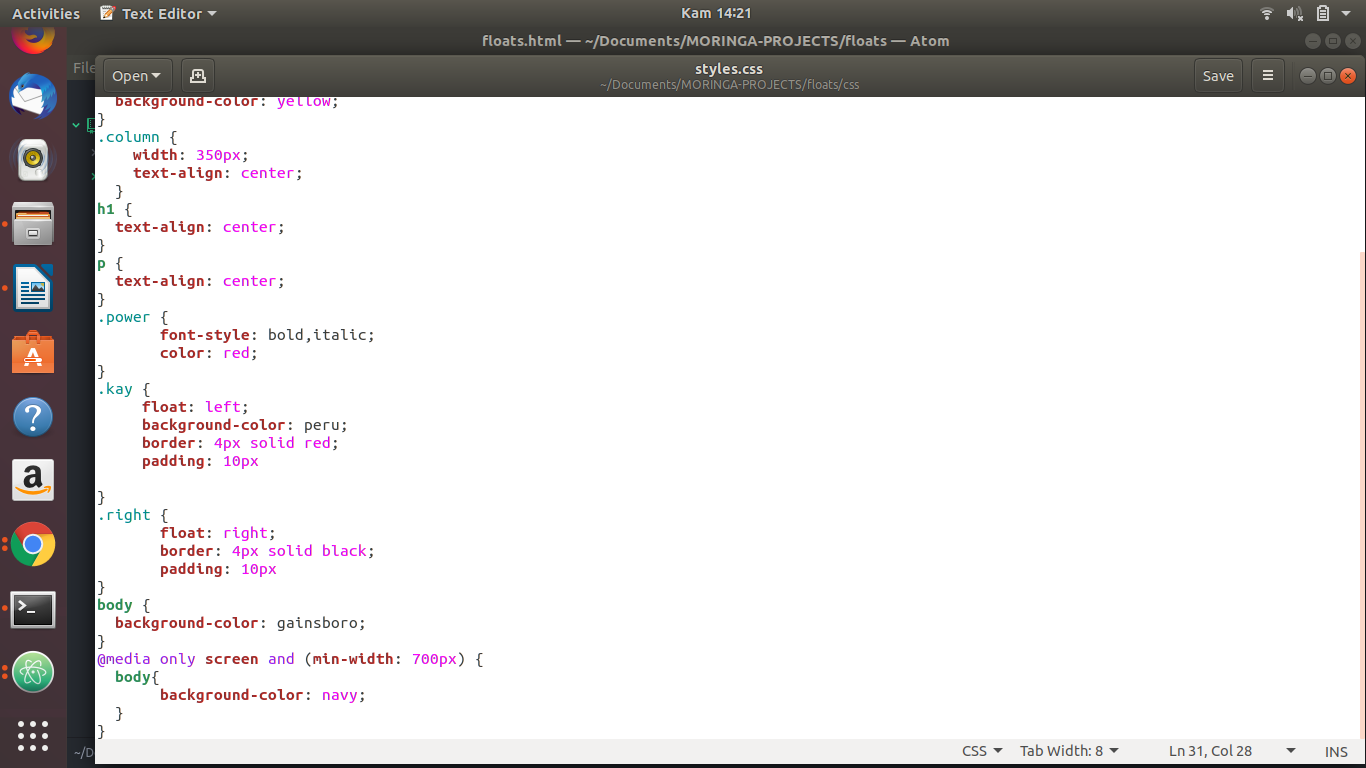 Activities Text Editor Kam 14:21
floats.html — ~/Documents/MORINGA-PROJECTS/floats — Atom
File
Open styles.css Save
~/Documents/MORINGA-PROJECTS/floats/css
background-color: yellow;
}
.column {
width: 350px;
text-align: center;
}
h1 {
text-align: center;
}
p {
text-align: center;
}
.power {
font-style: bold,italic;
color: red;
}
.kay {
float: left;
background-color: peru;
border: 4px solid red;
padding: 10px
}
.right {
float: right;
border: 4px solid black;
padding: 10px
}
body {
background-color: gainsboro;
}
@media only screen and (min-width: 700px) {
body{
background-color: navy;
}
}
~/D
CSS Tab Width: 8 Ln 31, Col 28 INS